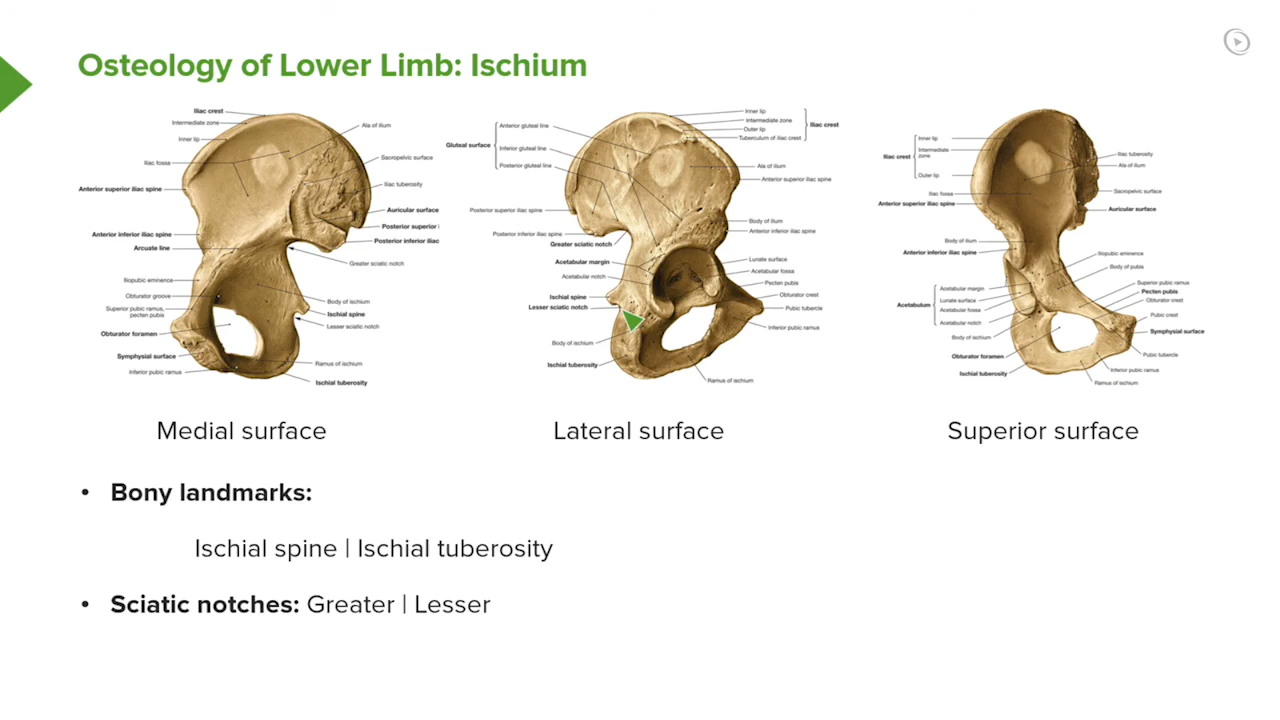 Osteology of Lower Limb: Ischium
Iliac crest
Intermediate zone
Inner lip
Iliac fossa
Anterior superior iliac spine
Anterior inferior iliac spine
Arcuate line
Iliopubic eminence
Obturator groove
Superior pubic ramus,
pecten pubis
Obturator foramen
Symphysial surface
Inferior pubic ramus
Ala of ilium
Sacropelvic surface
Iliac tuberosity
Auricular surface
Posterior superior i
Posterior inferior iliac
Greater sciatic notch
Body of ischium
Ischial spine
Lesser sciatic notch
Ramus of ischium
Ischial tuberosity
Gluteal surface
Anterior gluteal line
Inferior gluteal line
Posterior gluteal line
Posterior superior iliac spine
Posterior inferior iliac spine
Greater sciatic notch
Acetabular margin
Acetabular notch
Ischial spine
Lesser sciatic notch
Body of ischium
Ischial tuberosity
Inner lip
Intermediate zone
Outer lip
Tuberculum of iliac crest
Iliac crest
Ala of ilium
Anterior superior iliac spine
Body of ilium
Anterior inferior iliac spine
Lunate surface
Acetabular fossa
Pecten pubis
Obturator crest
Pubic tubercle
Inferior pubic ramus
Ramus of ischium
Iliac crest
Inner lip
Intermediate
zone
Outer lip
Iliac fossa
Anterior superior iliac spine
Body of ilium
Anterior inferior iliac spine
Acetabulum
Acetabular margin
Lunate surface
Acetabular fossa
Acetabular notch
Body of ischium
Obturator foramen
Ischial tuberosity
Iliac tuberosity
Ala of ilium
Sacropelvic surface
Auricular surface
Iliopubic eminence
Body of pubis
Superior pubic ramus
Pecten pubis
Obturator crest
Pubic crest
Symphysial surface
Pubic tubercle
Inferior pubic ramus
Ramus of ischium
Medial surface
Lateral surface
Superior surface
• Bony landmarks:
Ischial spine | Ischial tuberosity
• Sciatic notches: Greater | Lesser